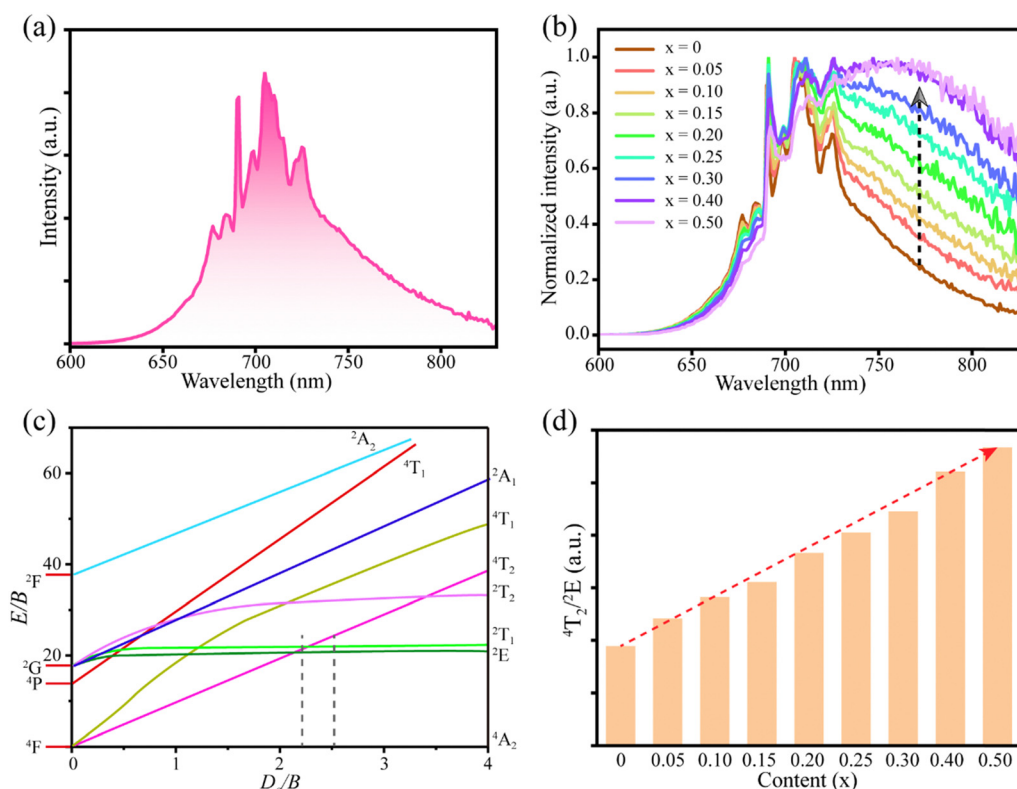 (a)
Intensity (a.u.)
600 650 700 750 800
Wavelength (nm)
(b)
Normalized intensity (a.u.)
1.0
0.8
0.6
0.4
0.2
0.0
x = 0
x = 0.05
x = 0.10
x = 0.15
x = 0.20
x = 0.25
x = 0.30
x = 0.40
x = 0.50
600 650 700 750 800
Wavelength (nm)
(c)
E/B
60
40
20
²F
²G
⁴P
⁴F
²A₂
⁴T₁
²A₁
⁴T₁
⁴T₂
²T₂
²T₁
²E
⁴A₂
0 1 2 3 4
D /B
(d)
⁴T₂/²E (a.u.)
0 0.05 0.10 0.15 0.20 0.25 0.30 0.40 0.50
Content (x)